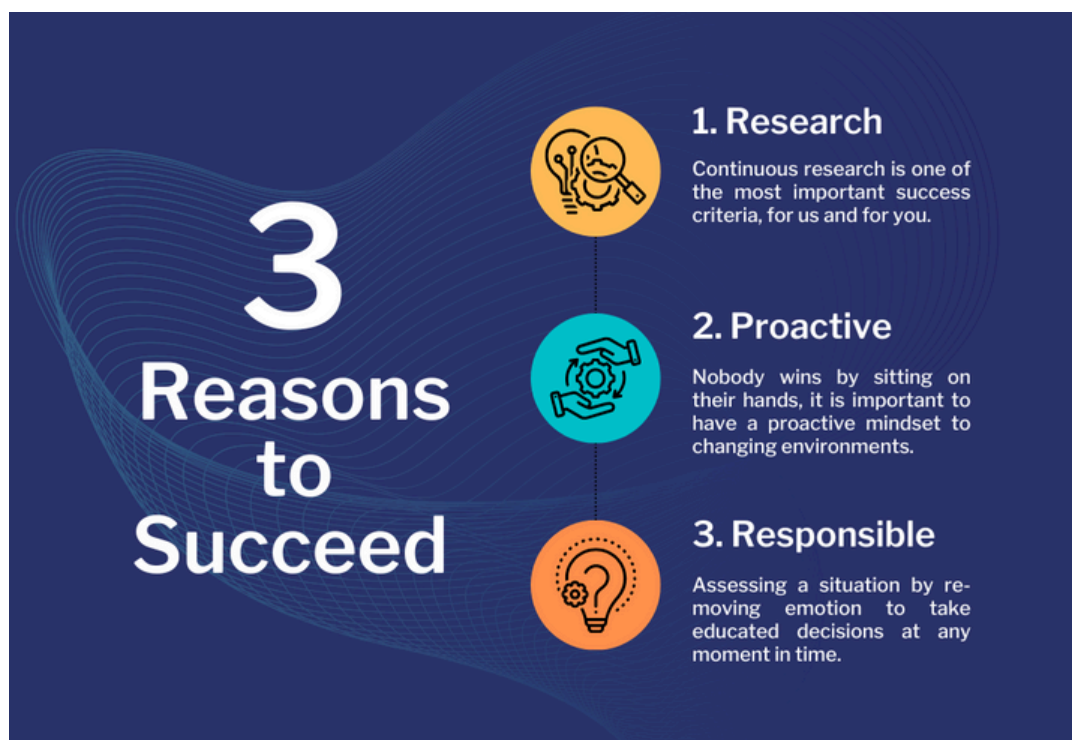 3
Reasons
to
Succeed
1. Research
Continuous research is one of
the most important success
criteria, for us and for you.
2. Proactive
Nobody wins by sitting on
their hands, it is important to
have a proactive mindset to
changing environments.
3. Responsible
Assessing a situation by re-
moving emotion to take
educated decisions at any
moment in time.